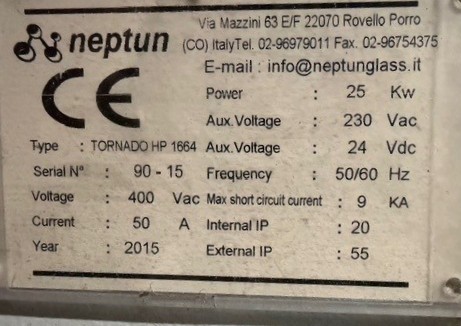 neptun
Via Mazzini 63 E/F 22070 Rovello Porro
(CO) ItalyTel. 02-96979011 Fax. 02-96754375
E-mail : info@neptunglass.it
CE
Power : 25 Kw
Aux.Voltage : 230 Vac
Type : TORNADO HP 1664 Aux.Voltage : 24 Vdc
Serial N° : 90 - 15 Frequency : 50/60 Hz
Voltage : 400 Vac Max short circuit current : 9 KA
Current : 50 A Internal IP : 20
Year : 2015 External IP : 55